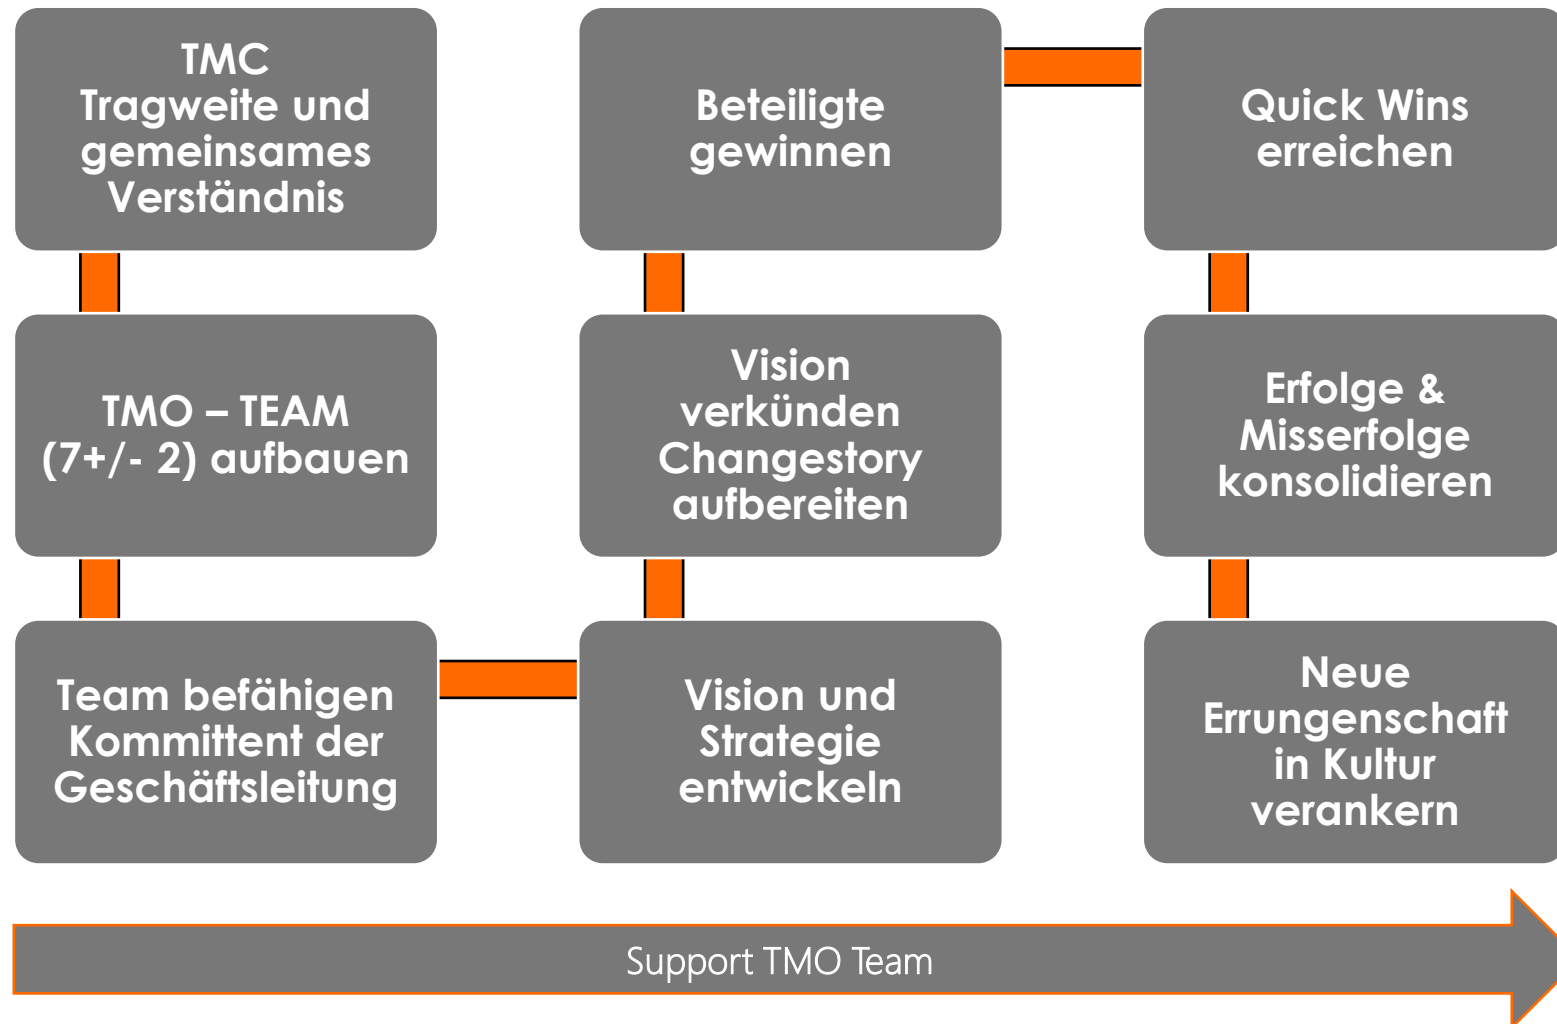 TMC
Tragweite und
gemeinsames
Verständnis
TMO – TEAM
(7+/- 2) aufbauen
Team befähigen
Kommittent der
Geschäftsleitung
Vision und
Strategie
entwickeln
Vision
verkünden
Changestory
aufbereiten
Beteiligte
gewinnen
Quick Wins
erreichen
Erfolge &
Misserfolge
konsolidieren
Neue
Errungenschaft
in Kultur
verankern
Support TMO Team